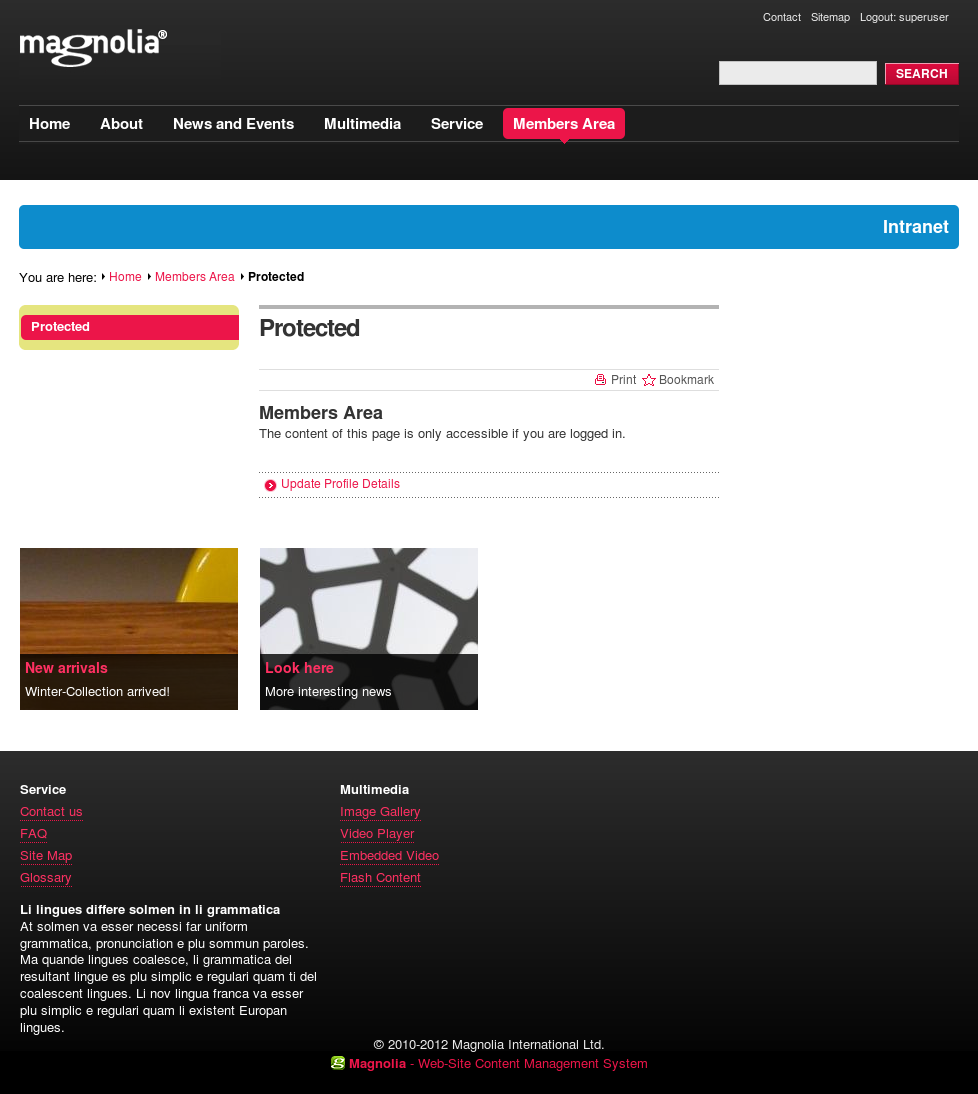 Contact Sitemap Logout: superuser
magnolia®
SEARCH
Home About News and Events Multimedia Service Members Area
Intranet
You are here: Home Members Area Protected
Protected
Protected
Print Bookmark
Members Area
The content of this page is only accessible if you are logged in.
Update Profile Details
New arrivals
Winter-Collection arrived!
Look here
More interesting news
Service
Contact us
FAQ
Site Map
Glossary
Multimedia
Image Gallery
Video Player
Embedded Video
Flash Content
Li lingues differe solmen in li grammatica
At solmen va esser necessi far uniform
grammatica, pronunciation e plu sommun paroles.
Ma quande lingues coalesce, li grammatica del
resultant lingue es plu simplic e regulari quam ti del
coalescent lingues. Li nov lingua franca va esser
plu simplic e regulari quam li existent Europan
lingues.
© 2010-2012 Magnolia International Ltd.
Magnolia - Web-Site Content Management System